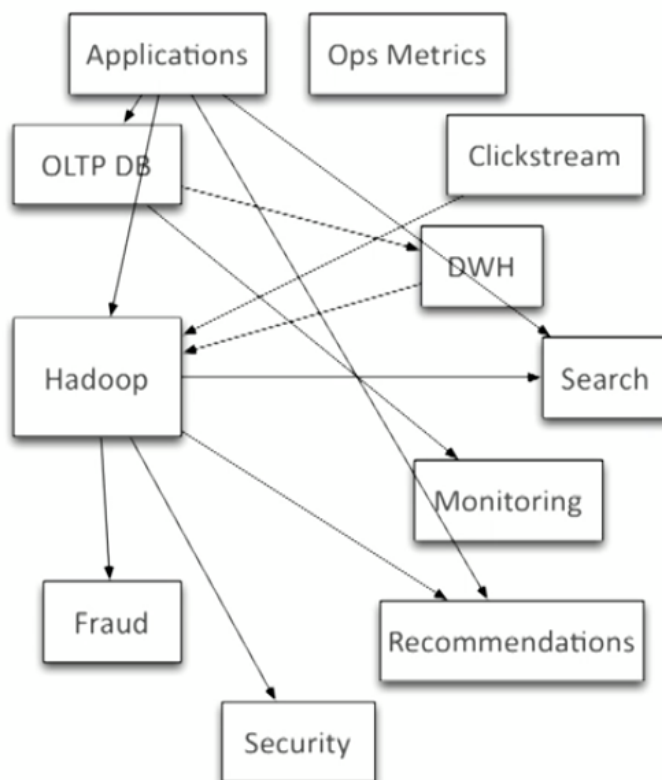 Applications
Ops Metrics
OLTP DB
Clickstream
DWH
Hadoop
Search
Monitoring
Fraud
Recommendations
Security